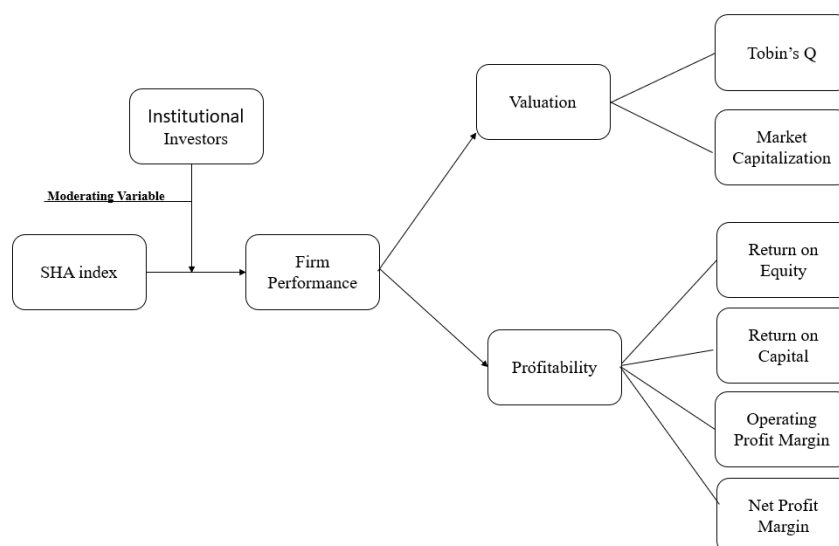 Tobin's Q
Institutional
Investors
Valuation
Market
Capitalization
Moderating Variable
SHA index
Firm
Performance
Return on
Equity
Return on
Capital
Profitability
Operating
Profit Margin
Net Profit
Margin